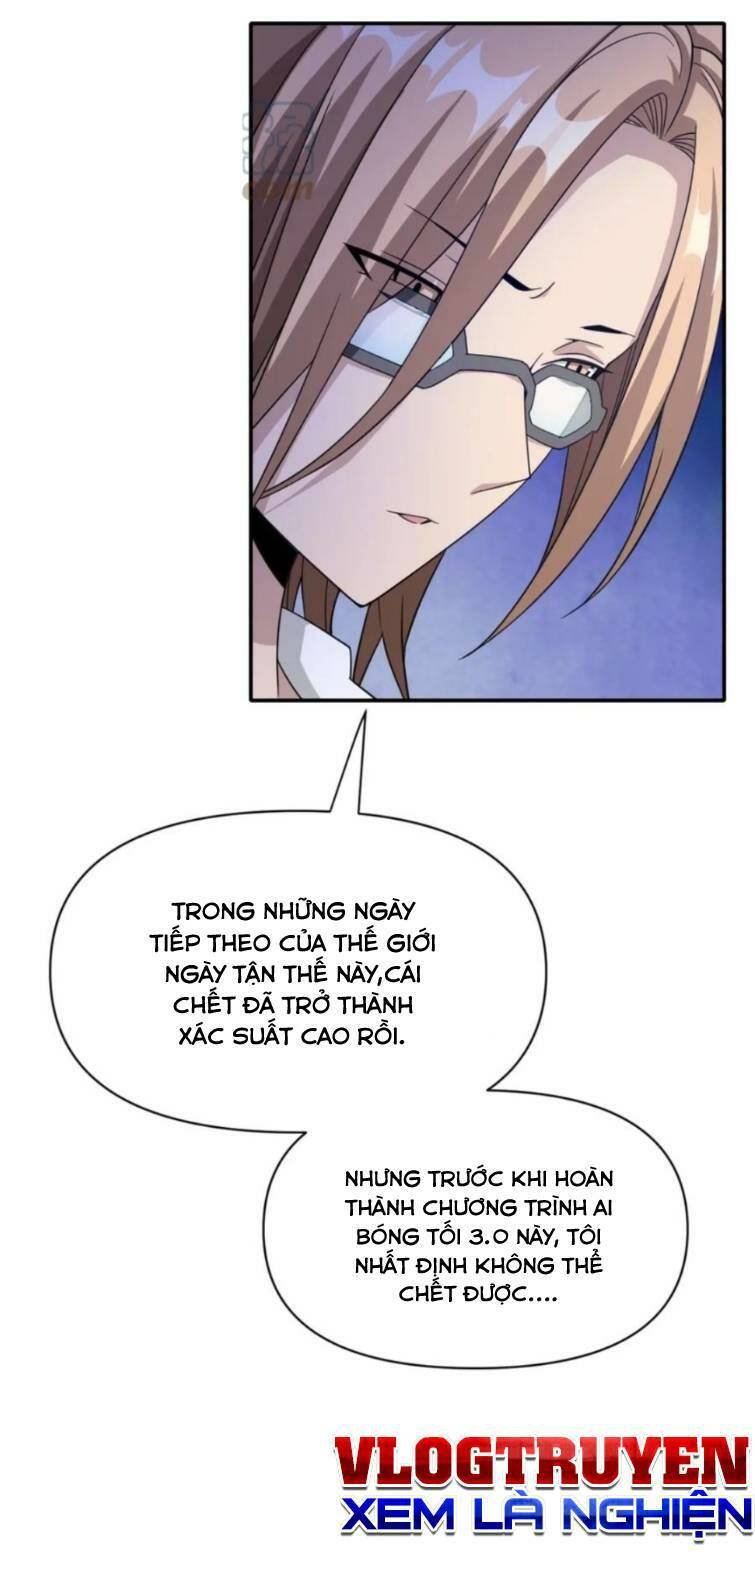 com
TRONG NHỮNG NGÀY
TIẾP THEO CỦA THẾ GIỚI
NGÀY TẬN THẾ NÀY,CÁI
CHẾT ĐÃ TRỞ THÀNH
XÁC SUẤT CAO RỒI.
NHƯNG TRƯỚC KHI HOÀN
THÀNH CHƯƠNG TRÌNH AI
BÓNG TỐI 3.0 NÀY, TÔI
NHẤT ĐỊNH KHÔNG THỂ
CHẾT ĐƯỢC....
VLOGTRUYEN
XEM LÀ NGHIỆN